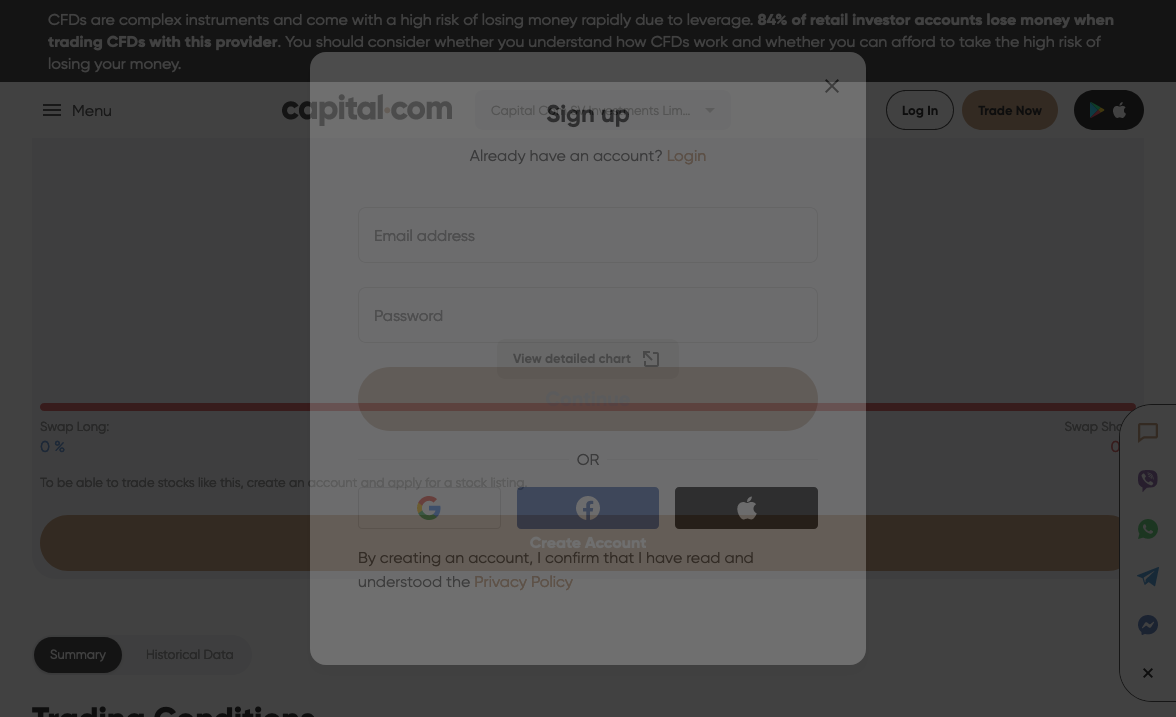 CFDs are complex instruments and come with a high risk of losing money rapidly due to leverage. 84% of retail investor accounts lose money when
trading CFDs with this provider. You should consider whether you understand how CFDs work and whether you can afford to take the high risk of
losing your money.
Menu
capital.com
Capital Com SV Investments Lim...
Log In
Trade Now
Sign up
Already have an account? Login
Email address
Password
View detailed chart
Continue
Swap Long:
0 %
Swap Sho
0
OR
To be able to trade stocks like this, create an account and apply for a stock listing.
Create Account
By creating an account, I confirm that I have read and
understood the Privacy Policy
Summary
Historical Data
Trading Conditions